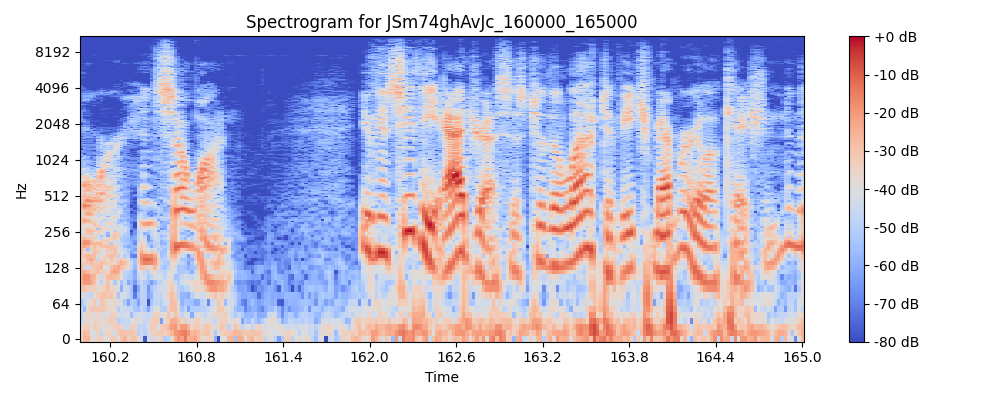 Spectrogram for JSm74ghAvJc_160000_165000
Hz
8192
4096
2048
1024
512
256
128
64
0
160.2 160.8 161.4 162.0 162.6 163.2 163.8 164.4 165.0
Time
+0 dB
-10 dB
-20 dB
-30 dB
-40 dB
-50 dB
-60 dB
-70 dB
-80 dB